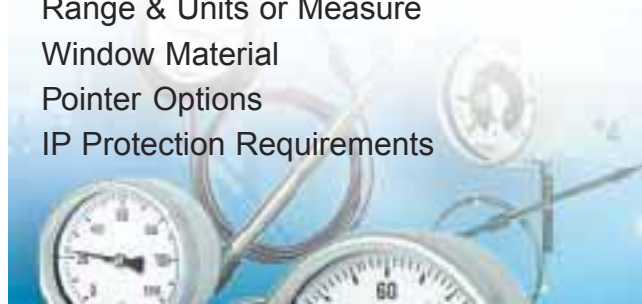 Range & Units or Measure
Window Material
Pointer Options
IP Protection Requirements
60